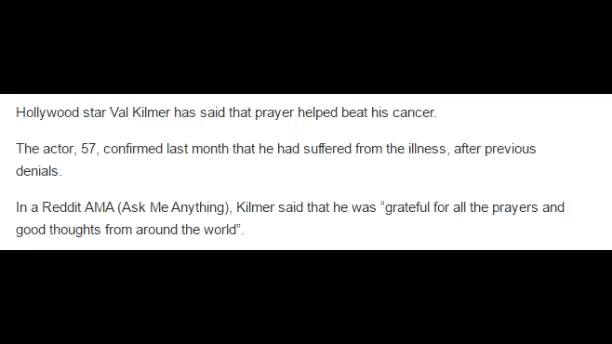 Hollywood star Val Kilmer has said that prayer helped beat his cancer.
The actor, 57, confirmed last month that he had suffered from the illness, after previous
denials.
In a Reddit AMA (Ask Me Anything), Kilmer said that he was “grateful for all the prayers and
good thoughts from around the world”.